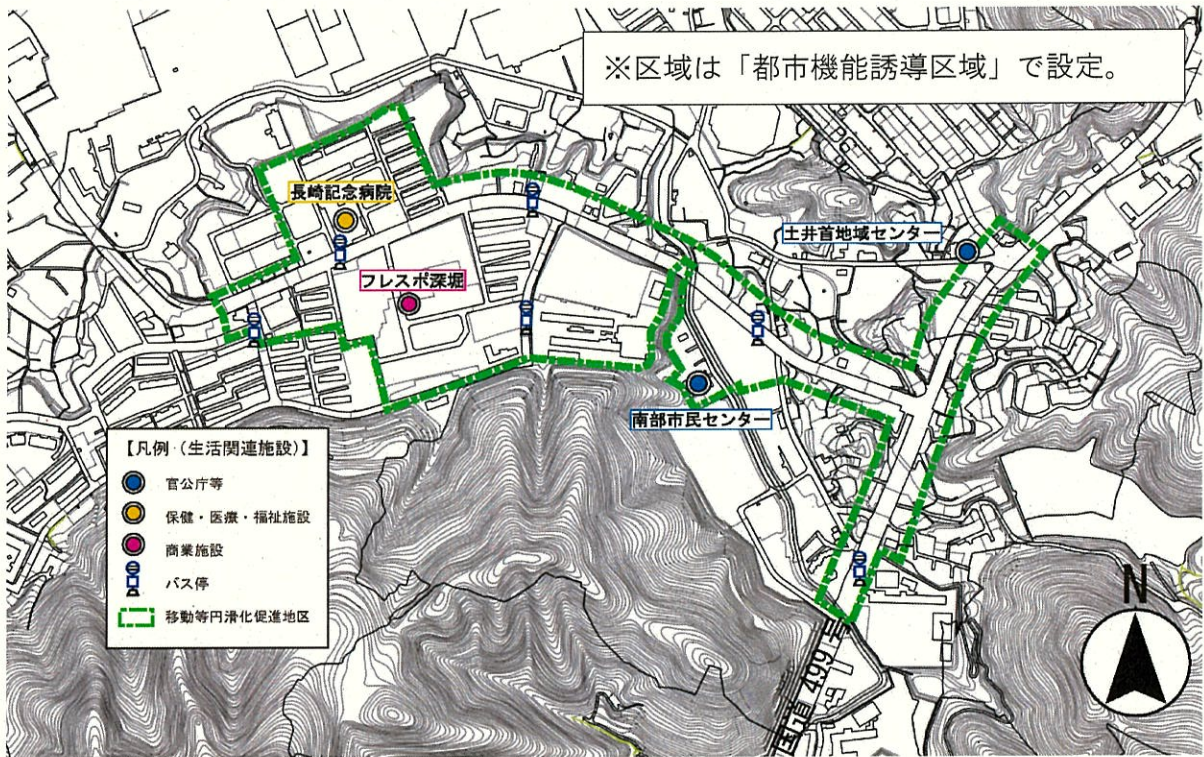 ※区域は「都市機能誘導区域」で設定。
長崎記念病院
土井首地域センター
フレスポ深堀
南部市民センター
【凡例（生活関連施設）】
官公庁等
保健・医療・福祉施設
商業施設
バス停
移動等円滑化促進地区
N
国道499